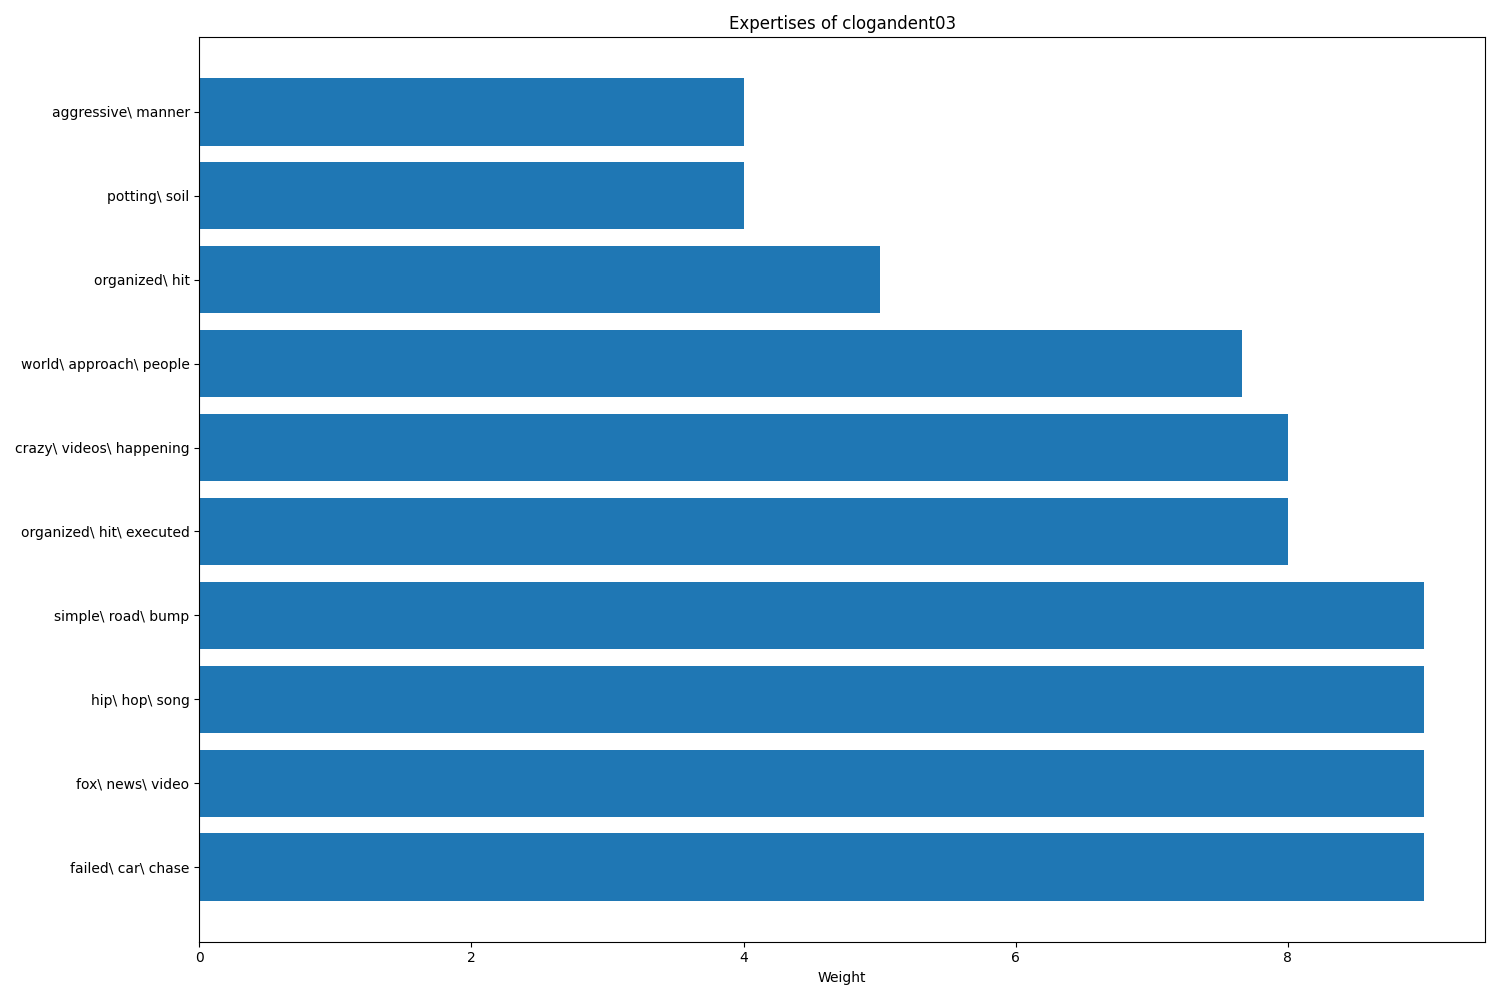 Expertises of clogandent03
aggressive\ manner
potting\ soil
organized\ hit
world\ approach\ people
crazy\ videos\ happening
organized\ hit\ executed
simple\ road\ bump
hip\ hop\ song
fox\ news\ video
failed\ car\ chase
0 2 4 6 8
Weight